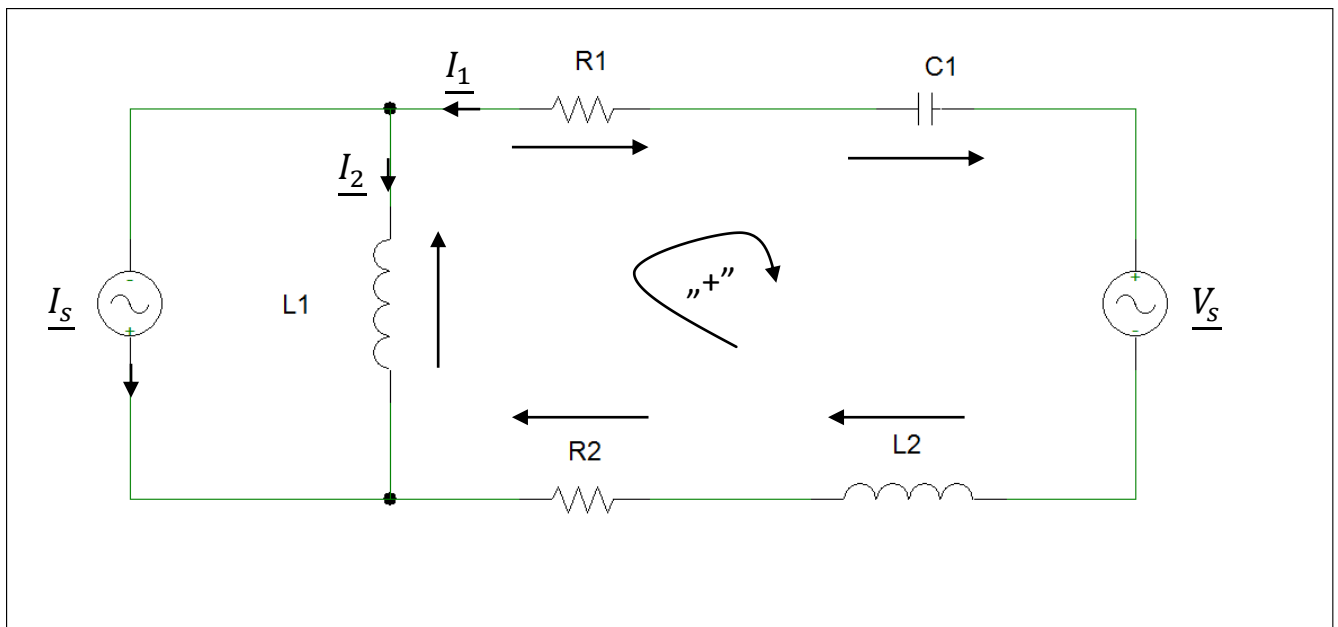 R1
C1
I₁
I₂
-
+
Iₛ
L1
„+”
+
-
Vₛ
R2
L2